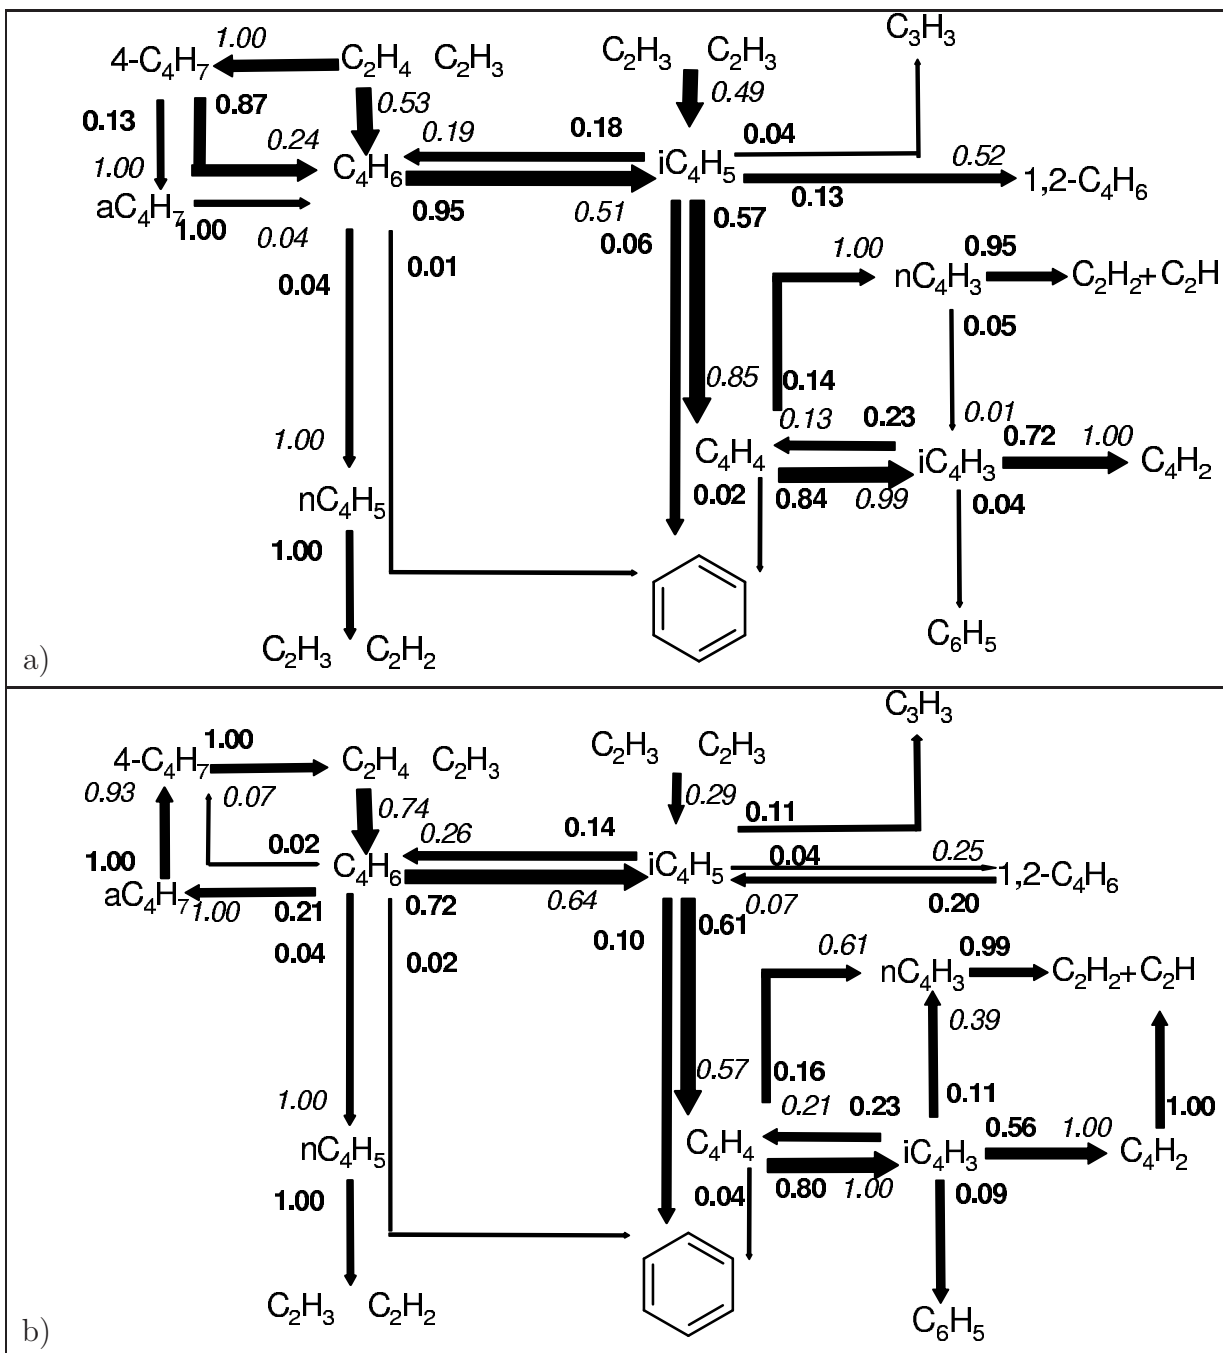 1.00 C₃H₃
4-C₄H₇ C₂H₄ C₂H₃ C₂H₃ C₂H₃
0.13 0.87 0.53 0.49
0.24 0.19 0.18 0.04 0.52
1.00 C₄H₆ iC₄H₅ 1,2-C₄H₆
aC₄H₇ 1.00 0.04 0.95 0.51 0.06 0.57 0.13
0.04 0.01 1.00 nC₄H₃ 0.95 C₂H₂+C₂H
0.05
0.85 0.14
0.13 0.23 0.01 0.72 1.00
1.00 C₄H₄ iC₄H₃ C₄H₂
nC₄H₅ 0.02 0.84 0.99 0.04
1.00
C₂H₃ C₂H₂ C₆H₅
a)
C₃H₃
1.00 C₂H₃ C₂H₃
4-C₄H₇ C₂H₄ C₂H₃
0.93 0.07 0.74 0.29
0.02 0.26 0.14 0.11
1.00 C₄H₆ iC₄H₅ 0.04 0.25 1,2-C₄H₆
aC₄H₇ 1.00 0.21 0.72 0.64 0.61 0.07 0.20
0.04 0.02 0.10
0.61 nC₄H₃ 0.99 C₂H₂+C₂H
0.39
0.57 0.16
1.00 0.21 0.23 0.11 0.56 1.00 1.00
nC₄H₅ C₄H₄ iC₄H₃ C₄H₂
1.00 0.04 0.80 1.00 0.09
C₂H₃ C₂H₂ C₆H₅
b)